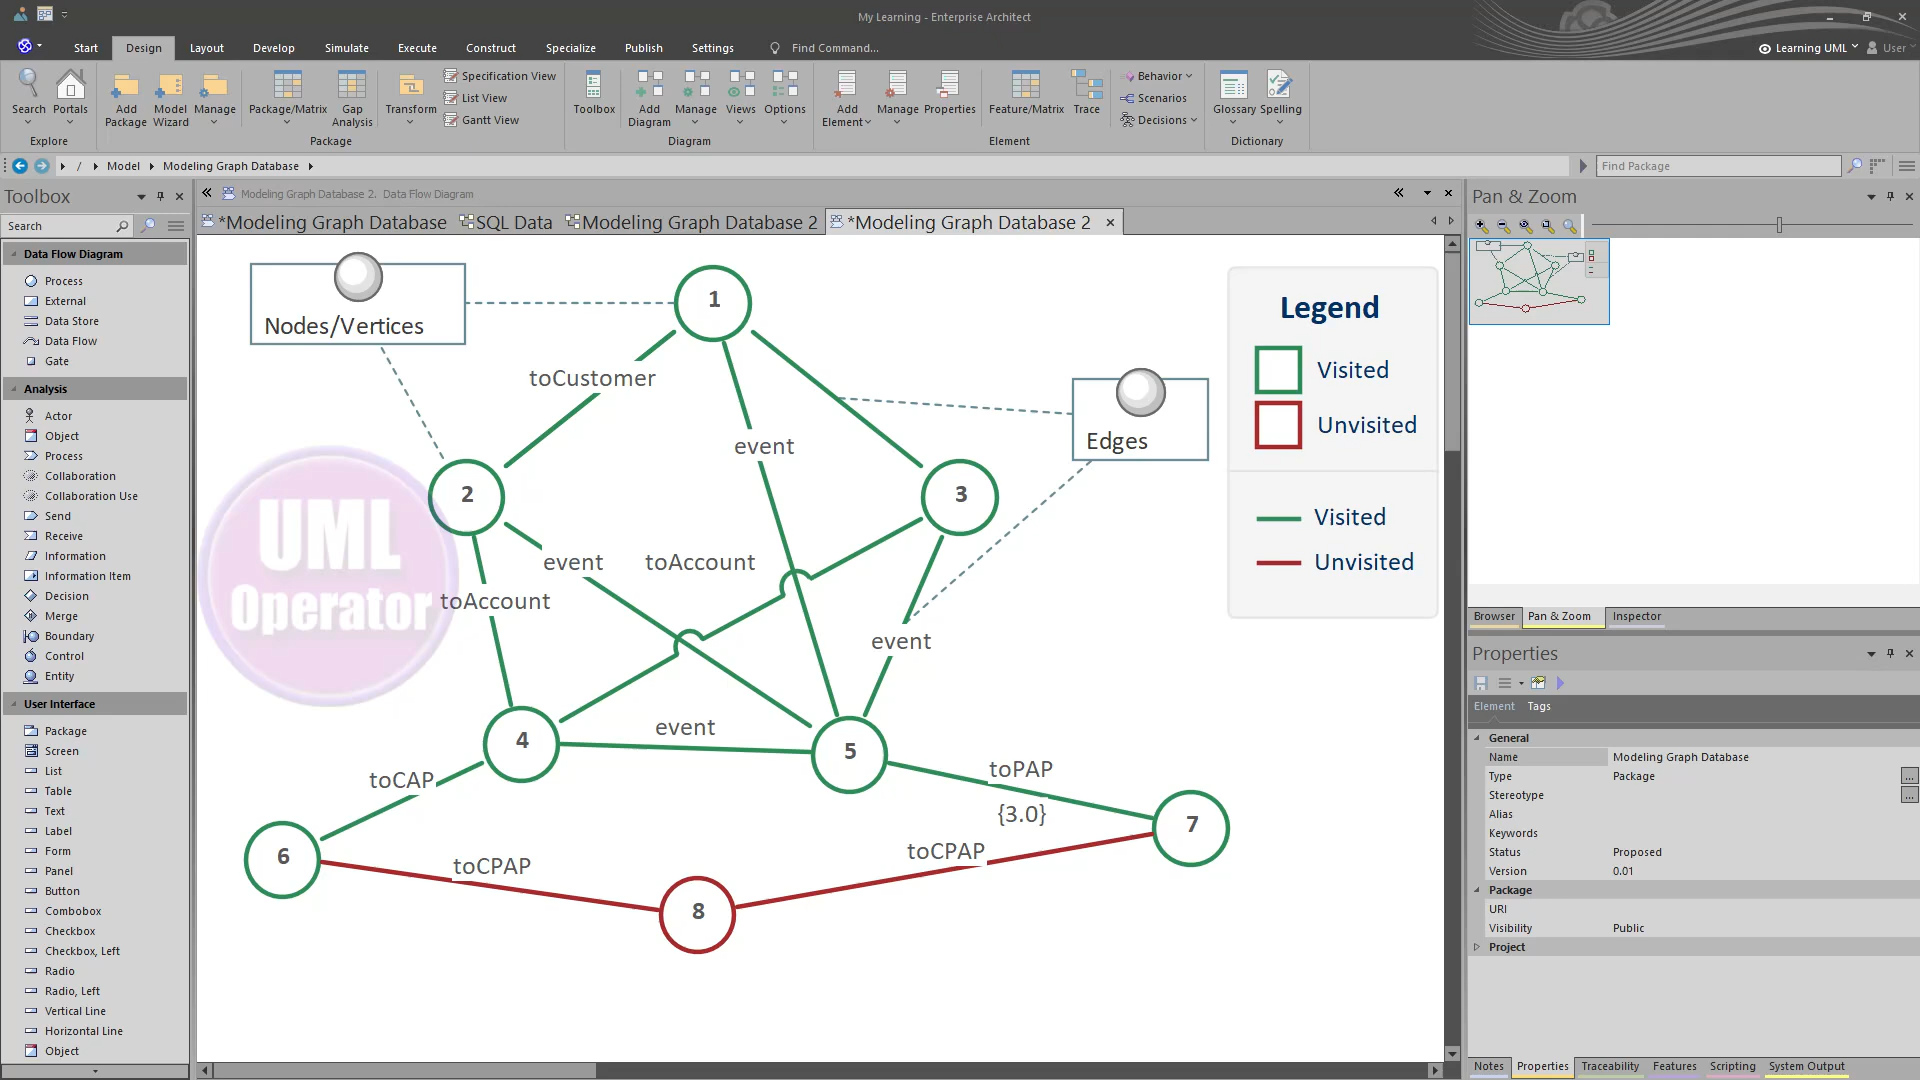 My Learning - Enterprise Architect
Start Design Layout Develop Simulate Execute Construct Specialize Publish Settings Find Command... Learning UML User
Search Portals Add Package Model Wizard Manage Package/Matrix Gap Analysis Transform Specification View List View Gantt View Toolbox Add Diagram Manage Views Options Add Element Manage Properties Feature/Matrix Trace Behavior Scenarios Decisions Glossary Spelling
Explore Package Diagram Element Dictionary
/ Model Modeling Graph Database Find Package
Toolbox
Search
Data Flow Diagram
Process
External
Data Store
Data Flow
Gate
Analysis
Actor
Object
Process
Collaboration
Collaboration Use
Send
Receive
Information
Information Item
Decision
Merge
Boundary
Control
Entity
User Interface
Package
Screen
List
Table
Text
Label
Form
Panel
Button
Combobox
Checkbox
Checkbox, Left
Radio
Radio, Left
Vertical Line
Horizontal Line
Object
Modeling Graph Database 2. Data Flow Diagram
*Modeling Graph Database SQL Data Modeling Graph Database 2 *Modeling Graph Database 2
Nodes/Vertices
1
toCustomer
event
Edges
2
3
event
toAccount
toAccount
event
4
event
5
toCAP
toPAP
{3.0}
6
7
toCPAP
toCPAP
8
UML
Operator
Legend
Visited
Unvisited
Visited
Unvisited
Pan & Zoom
Browser Pan & Zoom Inspector
Properties
Element Tags
General
Name Modeling Graph Database
Type Package
Stereotype
Alias
Keywords
Status Proposed
Version 0.01
Package
URI
Visibility Public
Project
Notes Properties Traceability Features Scripting System Output